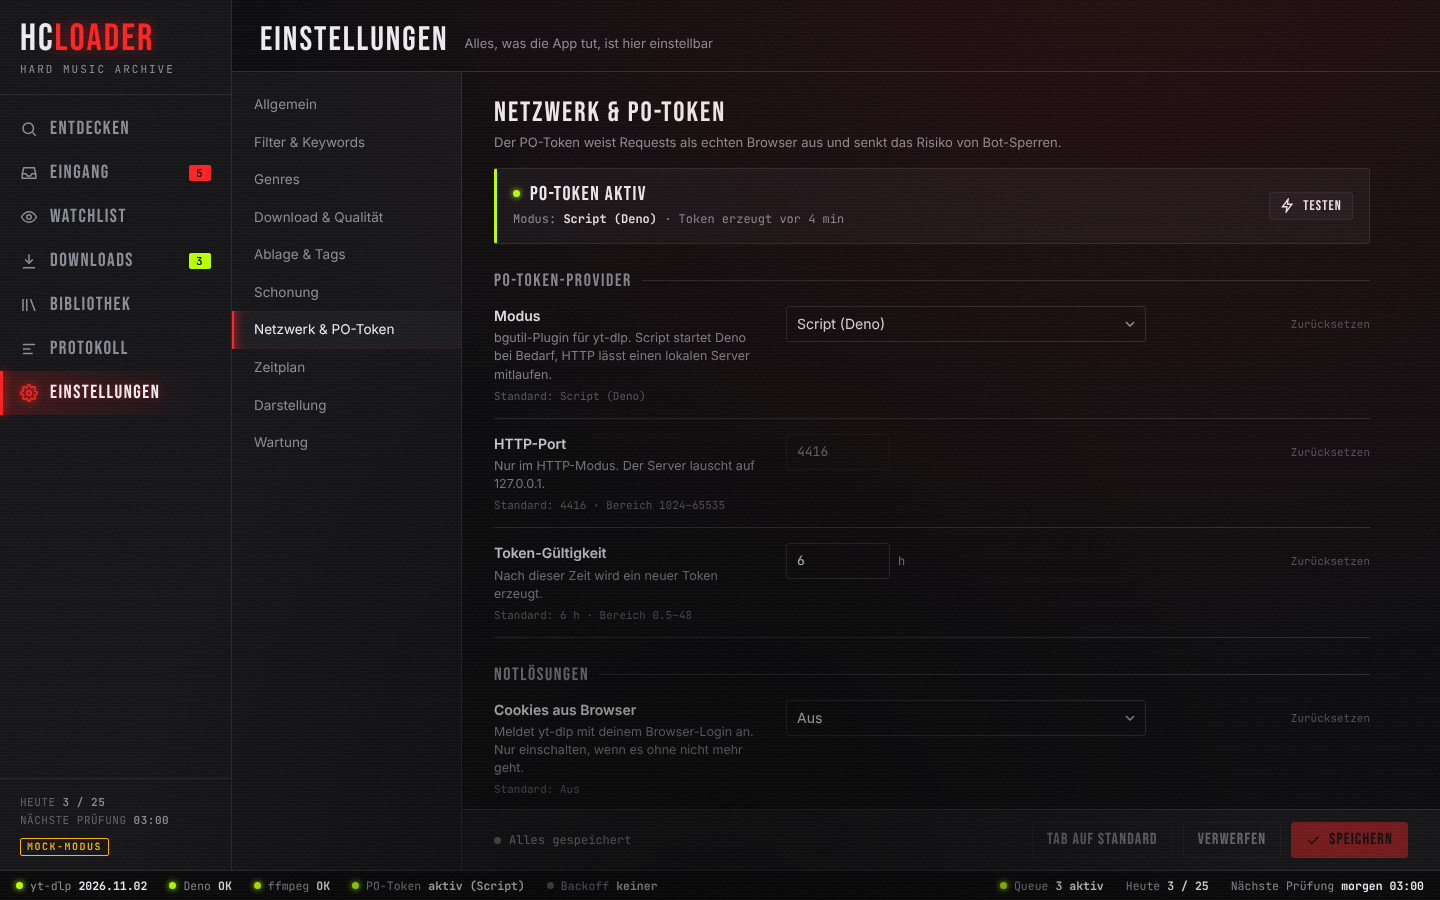 HCLOADER
HARD MUSIC ARCHIVE
ENTDECKEN
EINGANG 5
WATCHLIST
DOWNLOADS 3
BIBLIOTHEK
PROTOKOLL
EINSTELLUNGEN
HEUTE 3 / 25
NÄCHSTE PRÜFUNG 03:00
MOCK-MODUS
EINSTELLUNGEN Alles, was die App tut, ist hier einstellbar
Allgemein
Filter & Keywords
Genres
Download & Qualität
Ablage & Tags
Schonung
Netzwerk & PO-Token
Zeitplan
Darstellung
Wartung
NETZWERK & PO-TOKEN
Der PO-Token weist Requests als echten Browser aus und senkt das Risiko von Bot-Sperren.
PO-TOKEN AKTIV
Modus: Script (Deno) · Token erzeugt vor 4 min
TESTEN
PO-TOKEN-PROVIDER
Modus
bgutil-Plugin für yt-dlp. Script startet Deno
bei Bedarf, HTTP lässt einen lokalen Server
mitlaufen.
Standard: Script (Deno)
Script (Deno)
Zurücksetzen
HTTP-Port
Nur im HTTP-Modus. Der Server lauscht auf
127.0.0.1.
Standard: 4416 · Bereich 1024–65535
4416
Zurücksetzen
Token-Gültigkeit
Nach dieser Zeit wird ein neuer Token
erzeugt.
Standard: 6 h · Bereich 0.5–48
6 h
Zurücksetzen
NOTLÖSUNGEN
Cookies aus Browser
Meldet yt-dlp mit deinem Browser-Login an.
Nur einschalten, wenn es ohne nicht mehr
geht.
Standard: Aus
Aus
Zurücksetzen
Alles gespeichert
TAB AUF STANDARD
VERWERFEN
SPEICHERN
yt-dlp 2026.11.02 Deno OK ffmpeg OK PO-Token aktiv (Script) Backoff keiner Queue 3 aktiv Heute 3 / 25 Nächste Prüfung morgen 03:00